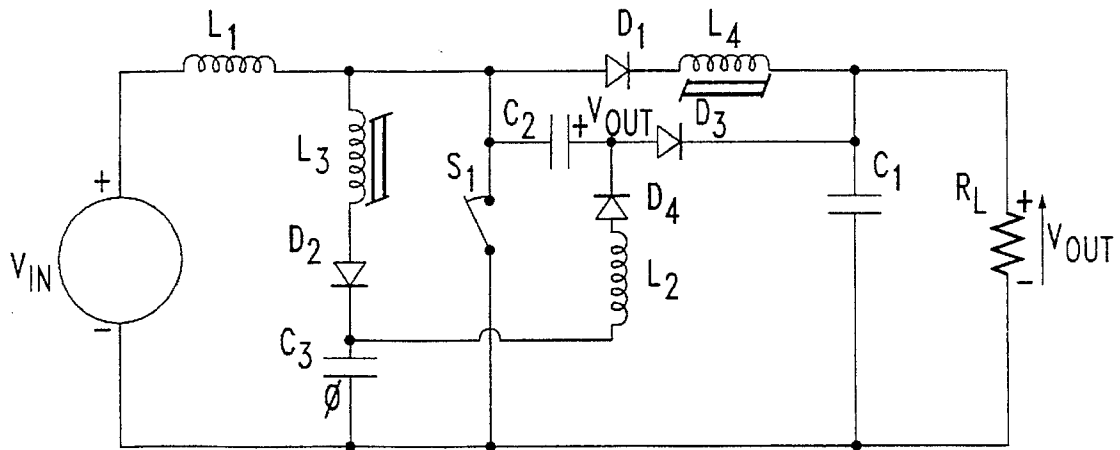 L1
D1
L4
C2
+
VOUT
D3
L3
S1
C1
+
D4
RL
+
D2
VOUT
VIN
L2
-
-
C3
Ø